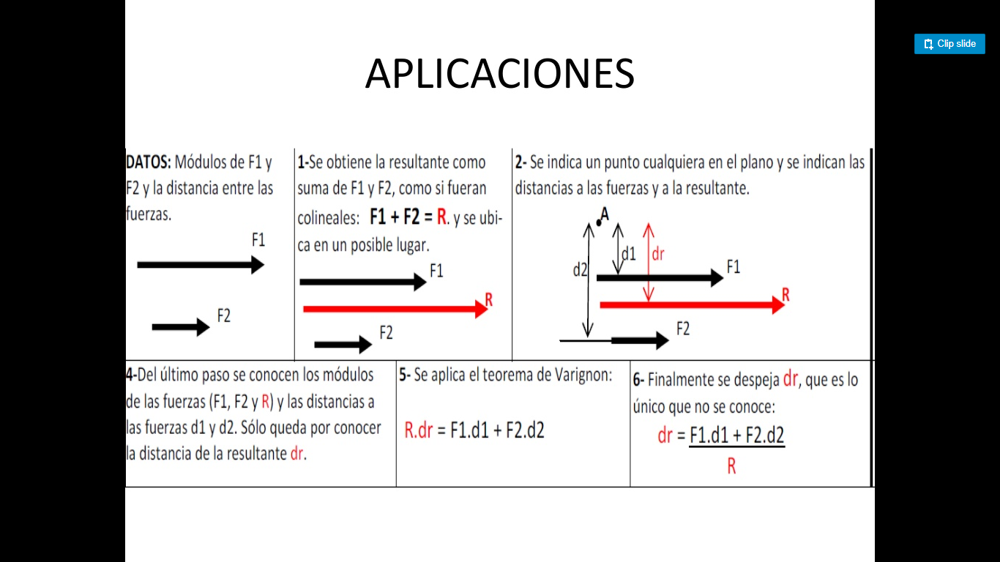 Clip slide
APLICACIONES
DATOS: Módulos de F1 y
F2 y la distancia entre las
fuerzas.
F1
F2
1-Se obtiene la resultante como
suma de F1 y F2, como si fueran
colineales: F1 + F2 = R. y se ubi-
ca en un posible lugar.
F1
R
F2
2- Se indica un punto cualquiera en el plano y se indican las
distancias a las fuerzas y a la resultante.
A
d1
dr
d2
F1
R
F2
4-Del último paso se conocen los módulos
de las fuerzas (F1, F2 y R) y las distancias a
las fuerzas d1 y d2. Sólo queda por conocer
la distancia de la resultante dr.
5- Se aplica el teorema de Varignon:
R.dr = F1.d1 + F2.d2
6- Finalmente se despeja dr, que es lo
único que no se conoce:
dr = F1.d1 + F2.d2
R